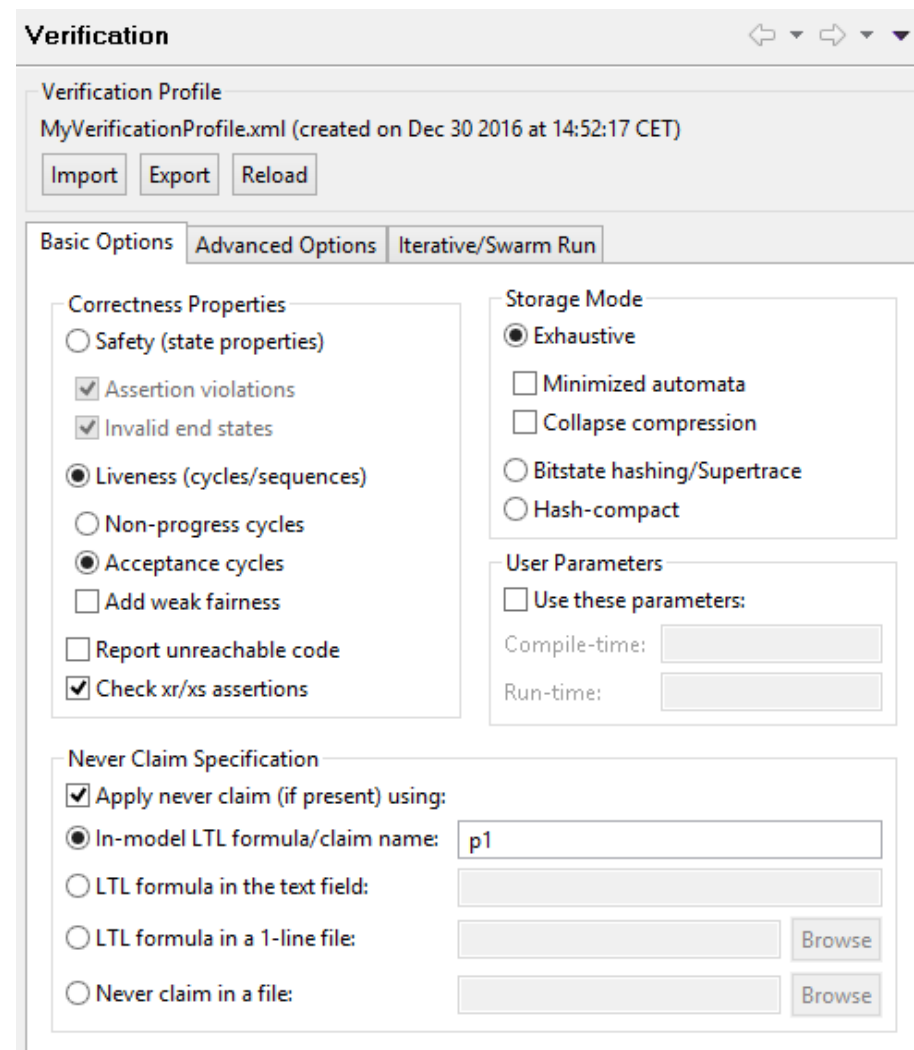 Verification
Verification Profile
MyVerificationProfile.xml (created on Dec 30 2016 at 14:52:17 CET)
Import Export Reload
Basic Options Advanced Options Iterative/Swarm Run
Correctness Properties
Safety (state properties)
Assertion violations
Invalid end states
Liveness (cycles/sequences)
Non-progress cycles
Acceptance cycles
Add weak fairness
Report unreachable code
Check xr/xs assertions
Storage Mode
Exhaustive
Minimized automata
Collapse compression
Bitstate hashing/Supertrace
Hash-compact
User Parameters
Use these parameters:
Compile-time:
Run-time:
Never Claim Specification
Apply never claim (if present) using:
In-model LTL formula/claim name: p1
LTL formula in the text field:
LTL formula in a 1-line file: Browse
Never claim in a file: Browse